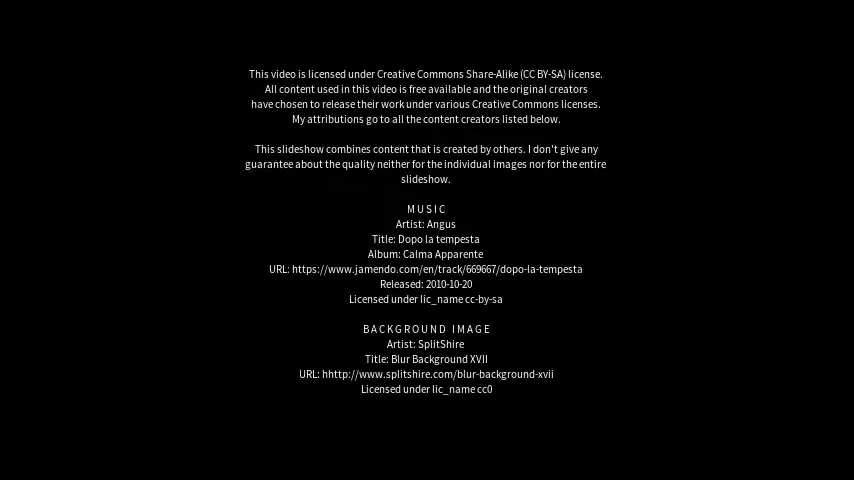 This video is licensed under Creative Commons Share-Alike (CC BY-SA) license.
All content used in this video is free available and the original creators
have chosen to release their work under various Creative Commons licenses.
My attributions go to all the content creators listed below.
This slideshow combines content that is created by others. I don't give any
guarantee about the quality neither for the individual images nor for the entire
slideshow.
MUSIC
Artist: Angus
Title: Dopo la tempesta
Album: Calma Apparente
URL: https://www.jamendo.com/en/track/669667/dopo-la-tempesta
Released: 2010-10-20
Licensed under lic_name cc-by-sa
BACKGROUND IMAGE
Artist: SplitShire
Title: Blur Background XVII
URL: hhttp://www.splitshire.com/blur-background-xvii
Licensed under lic_name cc0